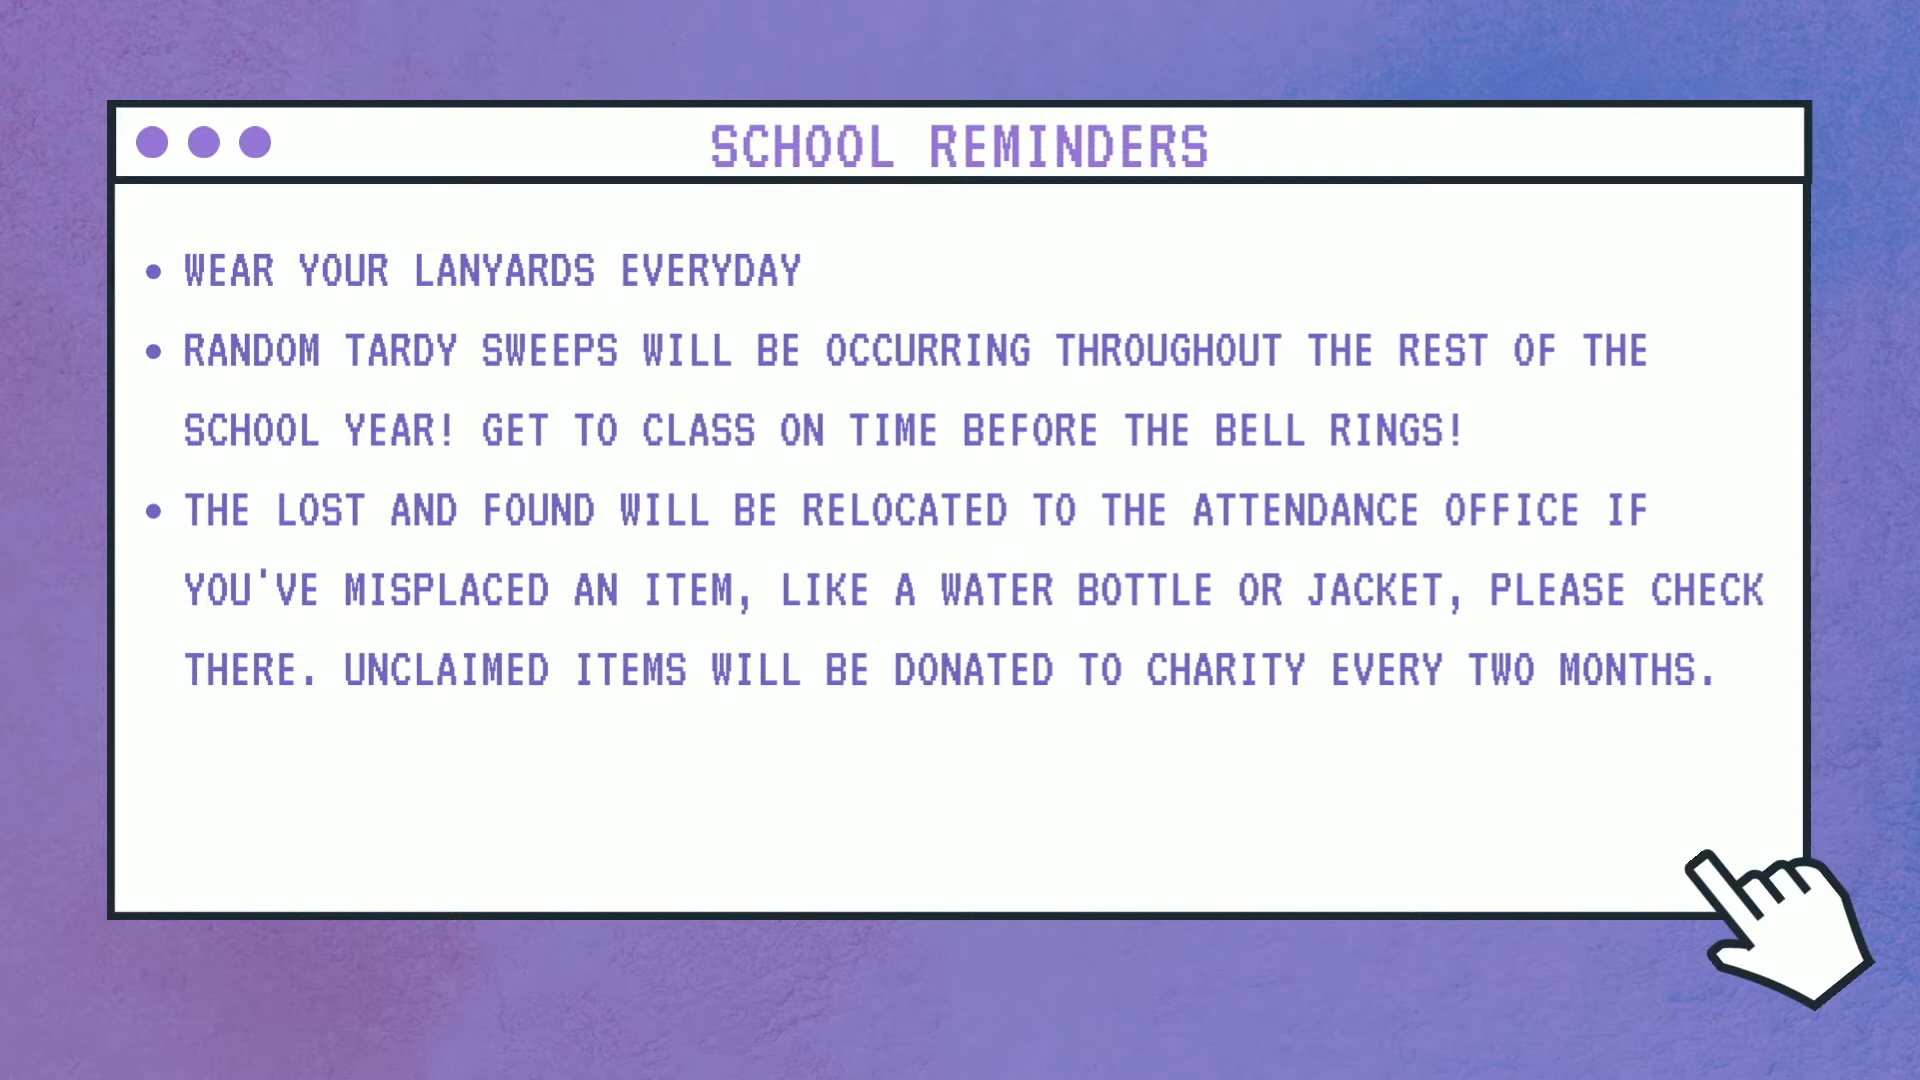 SCHOOL REMINDERS
• WEAR YOUR LANYARDS EVERYDAY
• RANDOM TARDY SWEEPS WILL BE OCCURRING THROUGHOUT THE REST OF THE
SCHOOL YEAR! GET TO CLASS ON TIME BEFORE THE BELL RINGS!
• THE LOST AND FOUND WILL BE RELOCATED TO THE ATTENDANCE OFFICE IF
YOU'VE MISPLACED AN ITEM, LIKE A WATER BOTTLE OR JACKET, PLEASE CHECK
THERE. UNCLAIMED ITEMS WILL BE DONATED TO CHARITY EVERY TWO MONTHS.